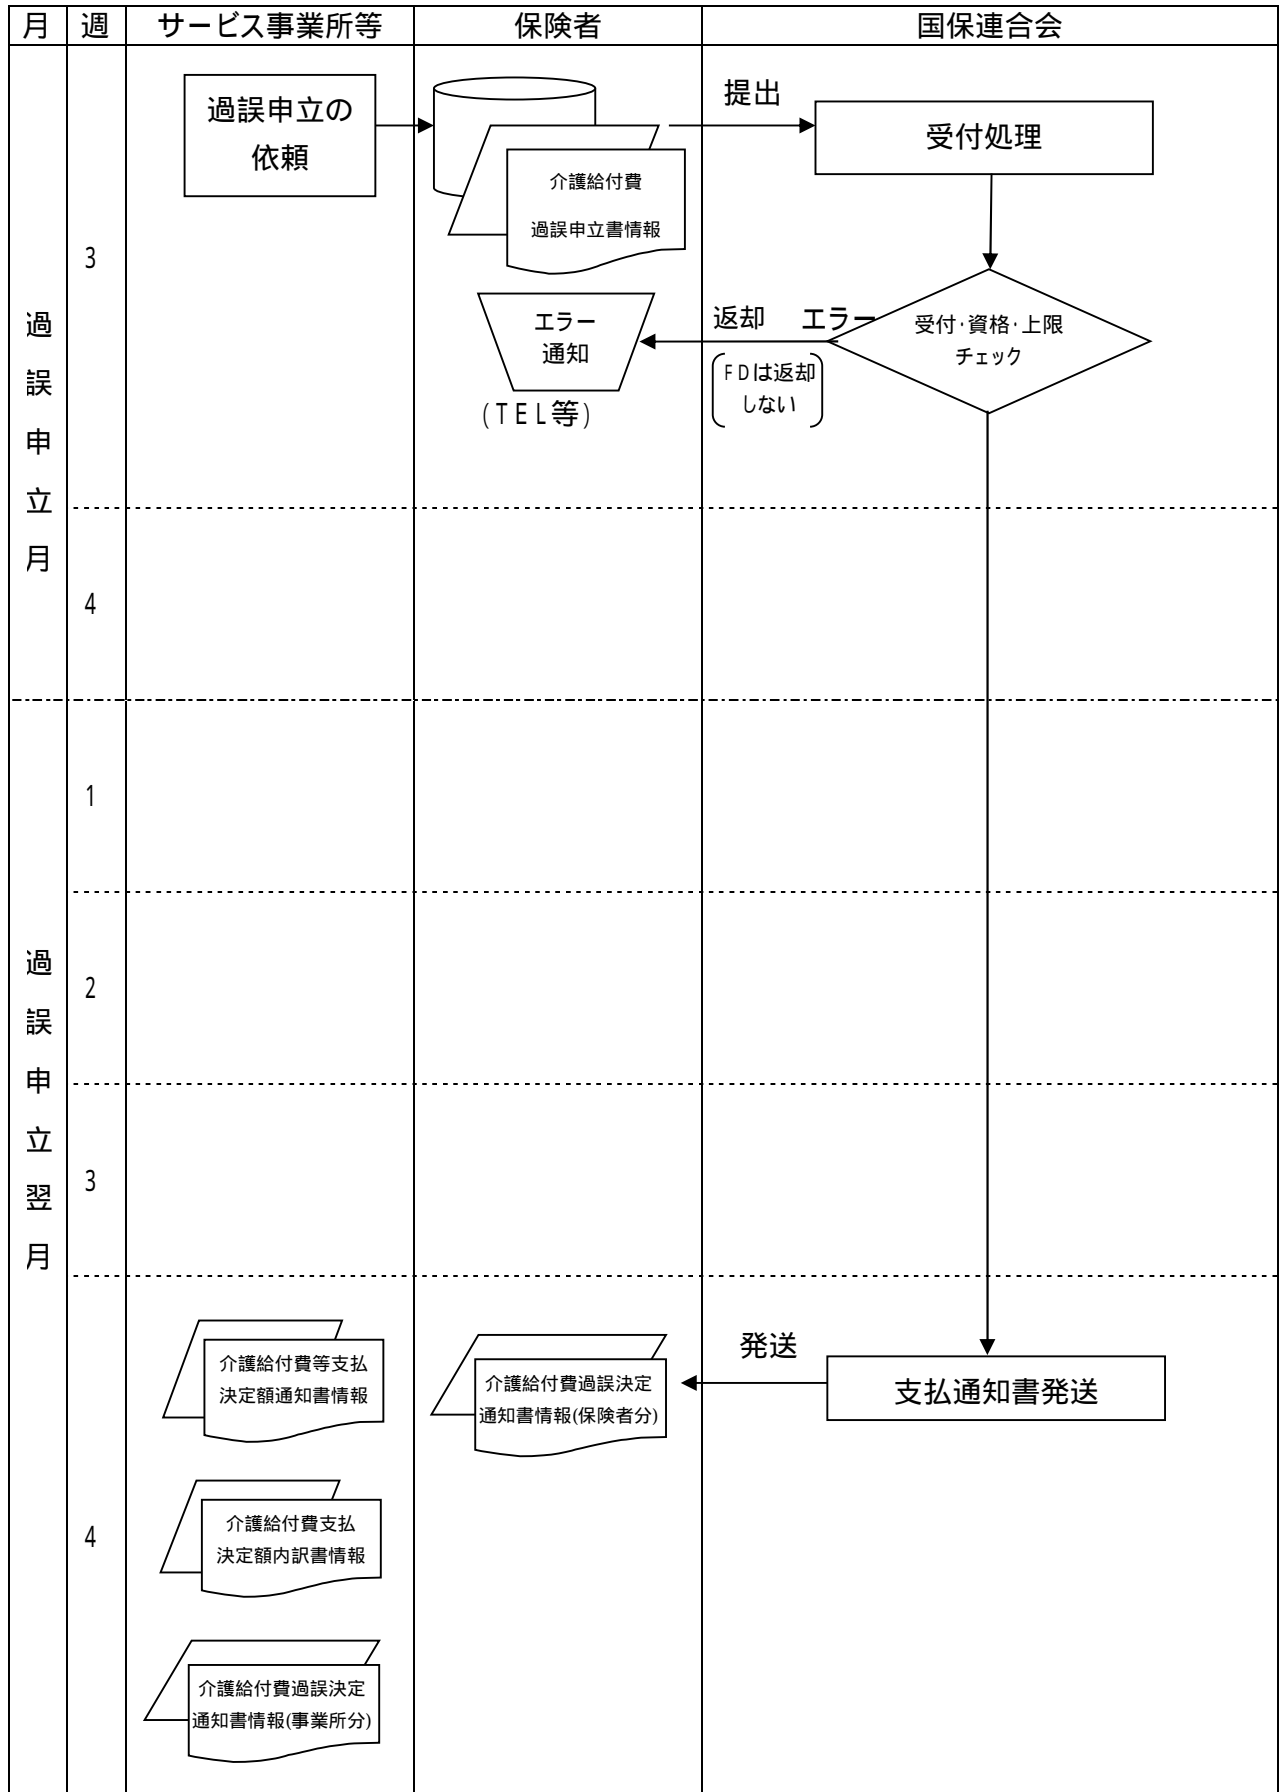 月 週 サービス事業所等 保険者 国保連合会
過誤申立月
3
過誤申立の
依頼
介護給付費
過誤申立書情報
提出
受付処理
受付・資格・上限
チェック
エラー
返却
FDは返却
しない
エラー
通知
(TEL等)
4
過誤申立翌月
1
2
3
4
介護給付費等支払
決定額通知書情報
介護給付費過誤決定
通知書情報(保険者分)
発送
支払通知書発送
介護給付費支払
決定額内訳書情報
介護給付費過誤決定
通知書情報(事業所分)